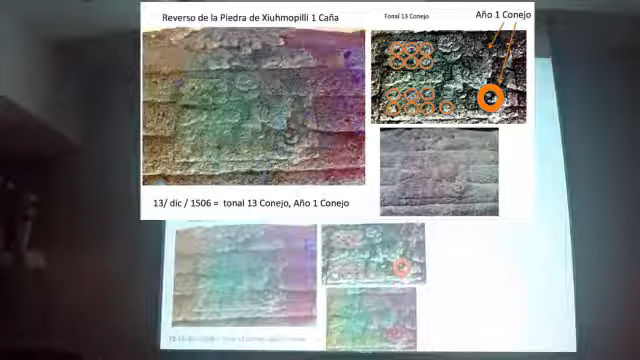 Reverso de la Piedra de Xiuhmopilli 1 Caña
Tonal 13 Conejo
Año 1 Conejo
13/ dic / 1506 = tonal 13 Conejo, Año 1 Conejo